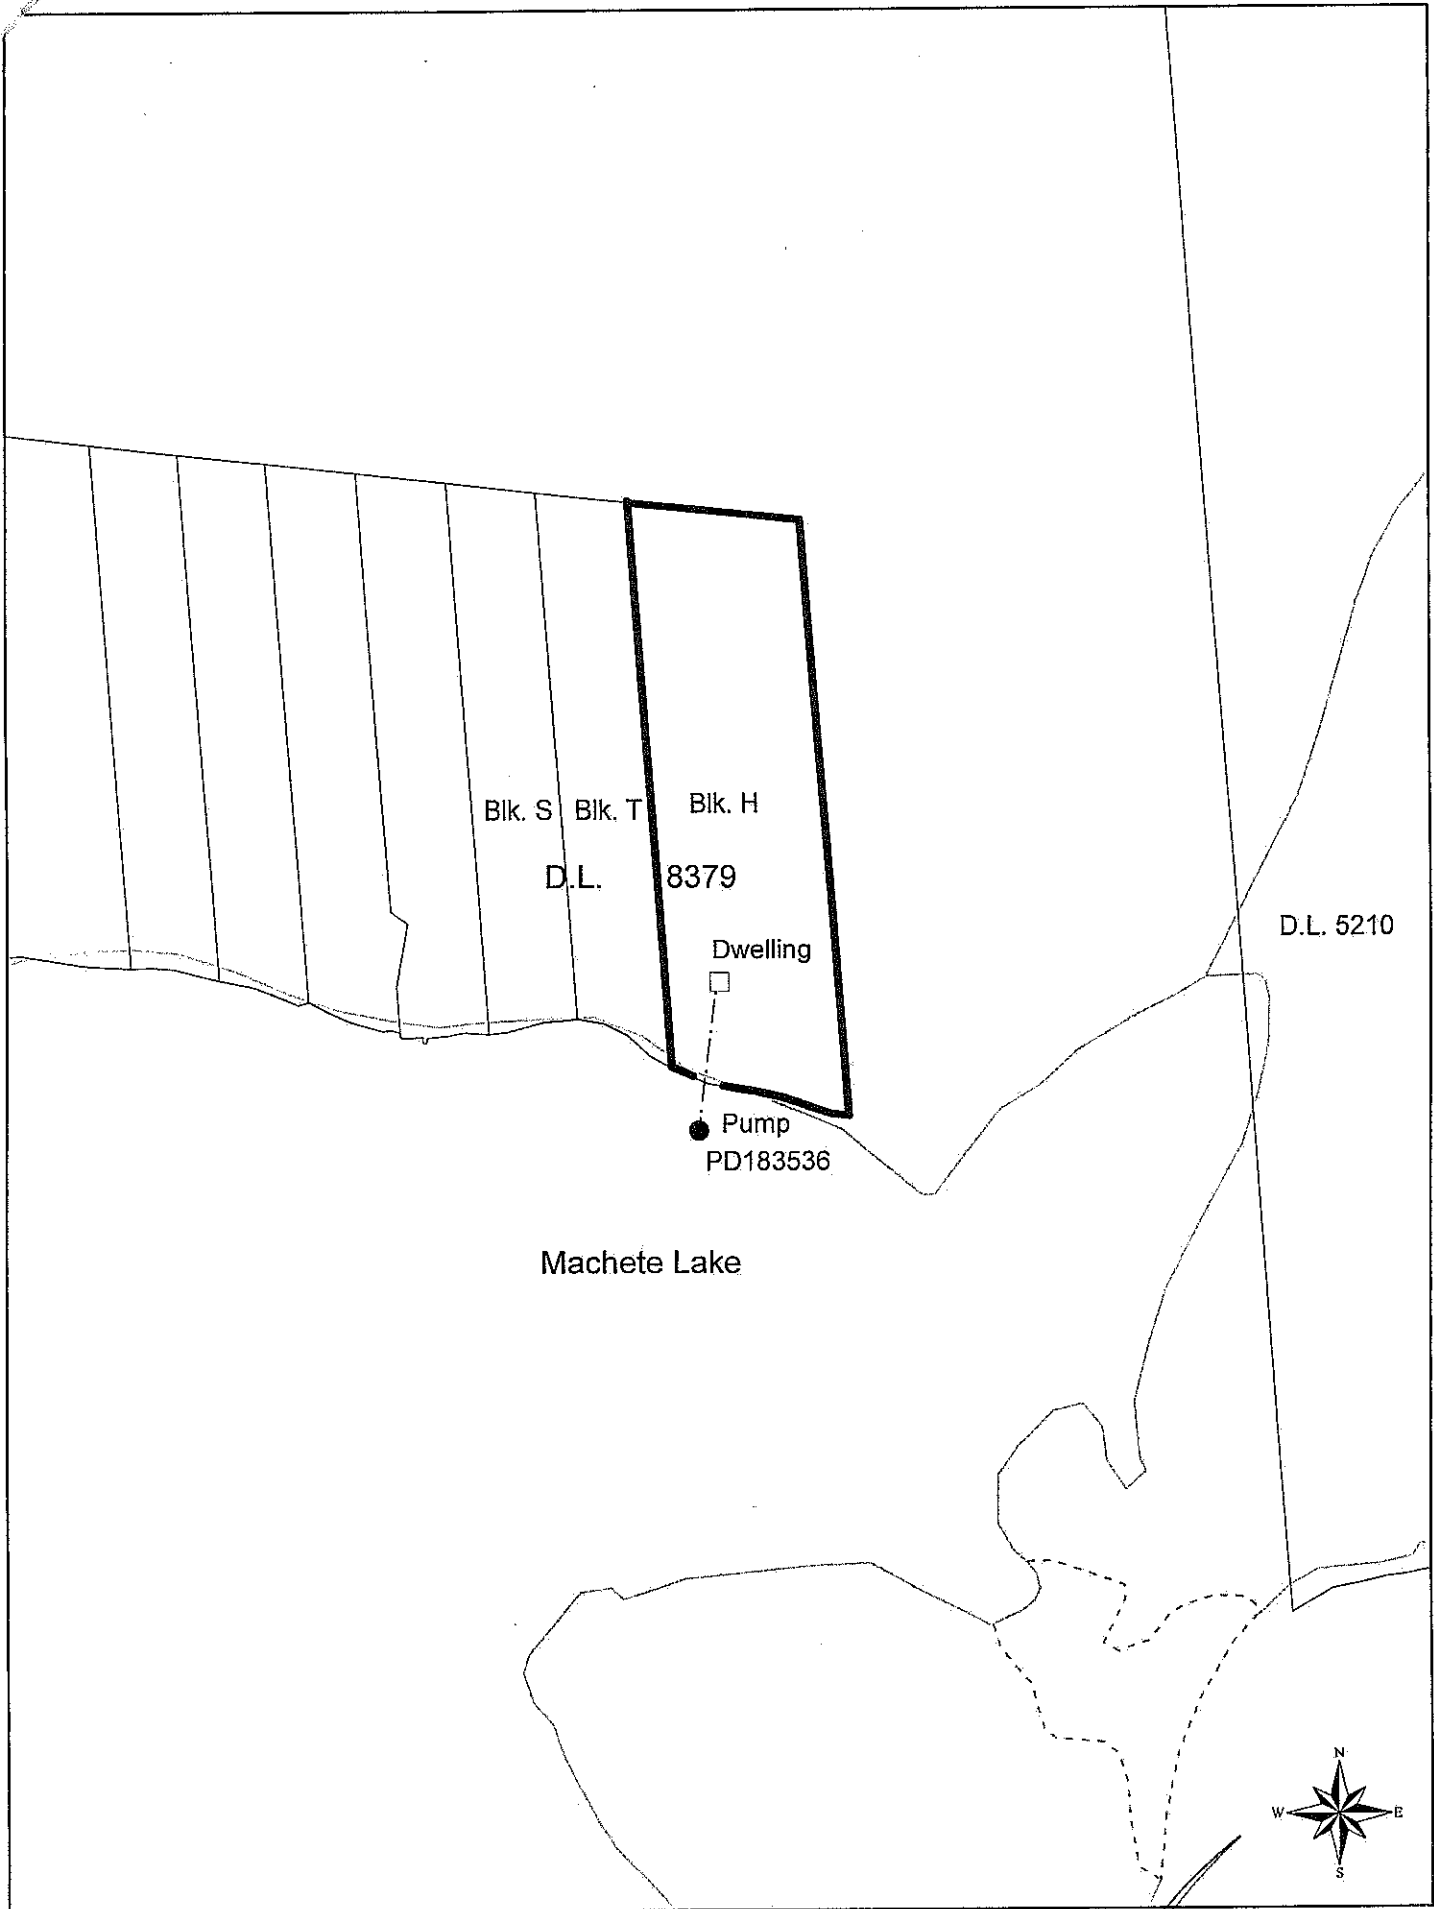 Blk. S Blk. T Blk. H
D.L. 8379
D.L. 5210
Dwelling
Pump
PD183536
Machete Lake
N
W E
S